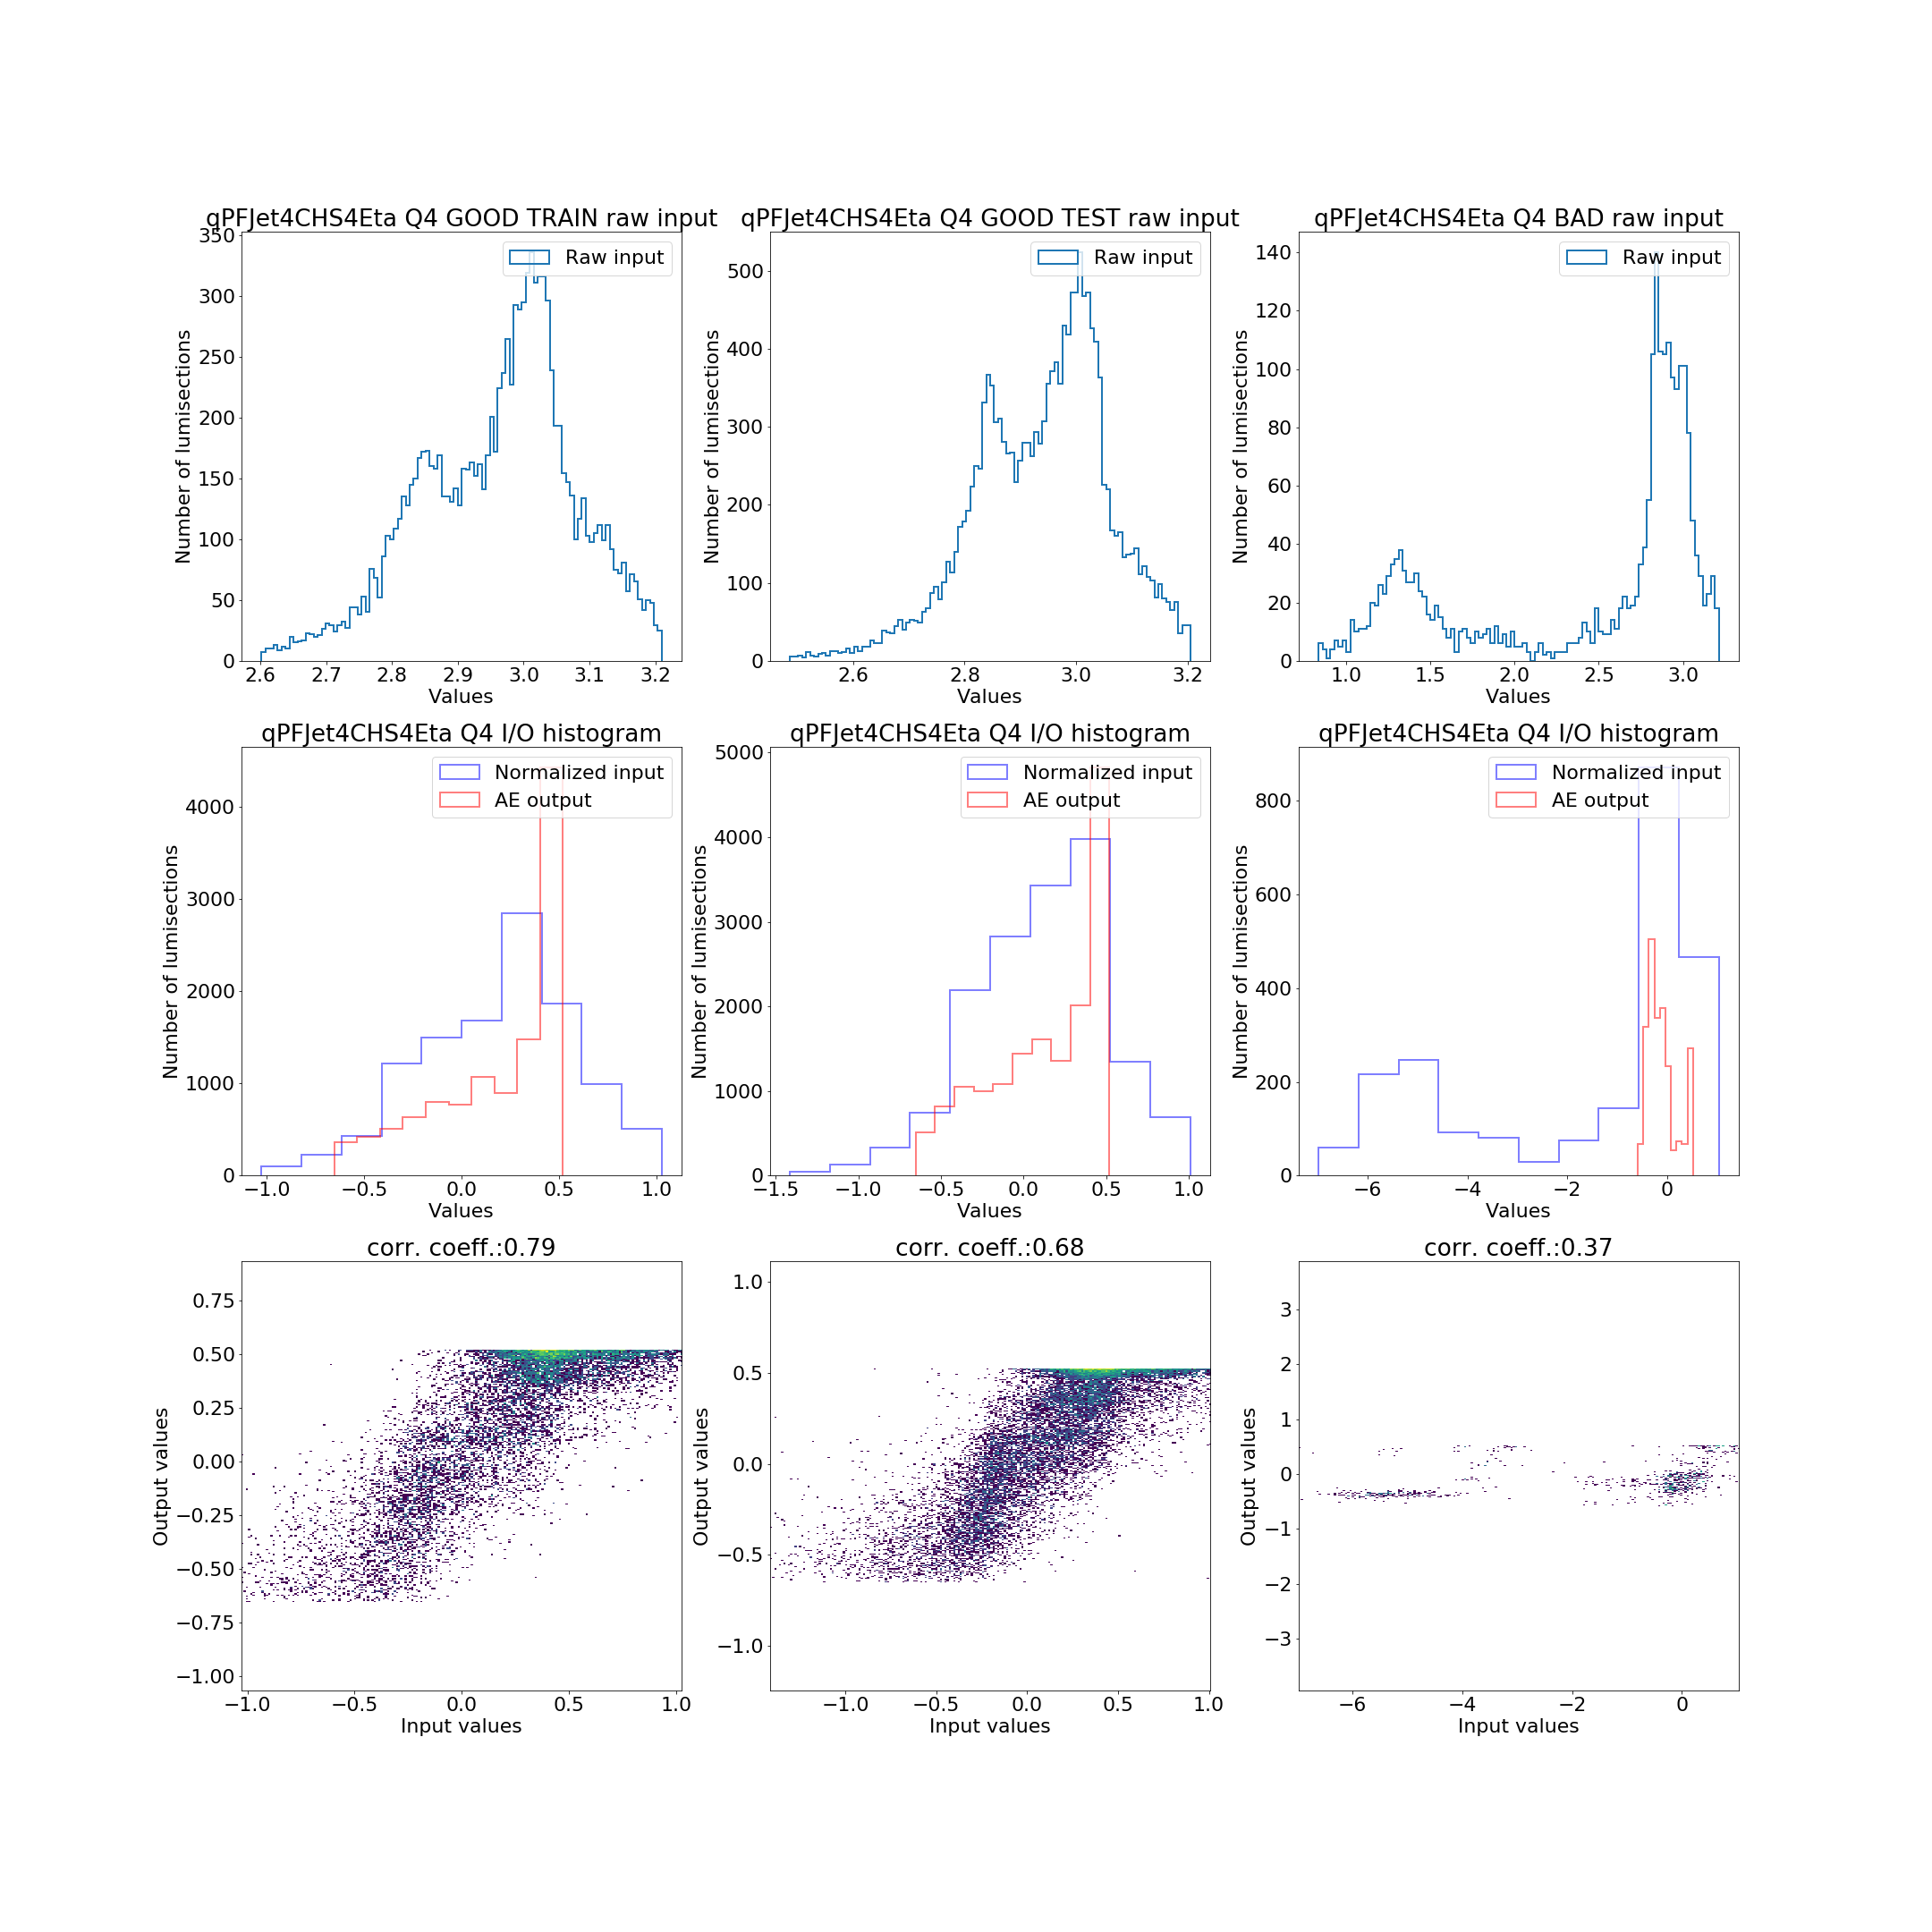 qPFJet4CHS4Eta Q4 GOOD TRAIN raw input
350
300
250
200
150
100
50
0
Number of lumisections
Raw input
2.6 2.7 2.8 2.9 3.0 3.1 3.2
Values
qPFJet4CHS4Eta Q4 GOOD TEST raw input
500
400
300
200
100
0
Number of lumisections
Raw input
2.6 2.8 3.0 3.2
Values
qPFJet4CHS4Eta Q4 BAD raw input
140
120
100
80
60
40
20
0
Number of lumisections
Raw input
1.0 1.5 2.0 2.5 3.0
Values
qPFJet4CHS4Eta Q4 I/O histogram
4000
3000
2000
1000
0
Number of lumisections
Normalized input
AE output
−1.0 −0.5 0.0 0.5 1.0
Values
qPFJet4CHS4Eta Q4 I/O histogram
5000
4000
3000
2000
1000
0
Number of lumisections
Normalized input
AE output
−1.5 −1.0 −0.5 0.0 0.5 1.0
Values
qPFJet4CHS4Eta Q4 I/O histogram
800
600
400
200
0
Number of lumisections
Normalized input
AE output
−6 −4 −2 0
Values
corr. coeff.:0.79
0.75
0.50
0.25
0.00
−0.25
−0.50
−0.75
−1.00
Output values
−1.0 −0.5 0.0 0.5 1.0
Input values
corr. coeff.:0.68
1.0
0.5
0.0
−0.5
−1.0
Output values
−1.0 −0.5 0.0 0.5 1.0
Input values
corr. coeff.:0.37
3
2
1
0
−1
−2
−3
Output values
−6 −4 −2 0
Input values